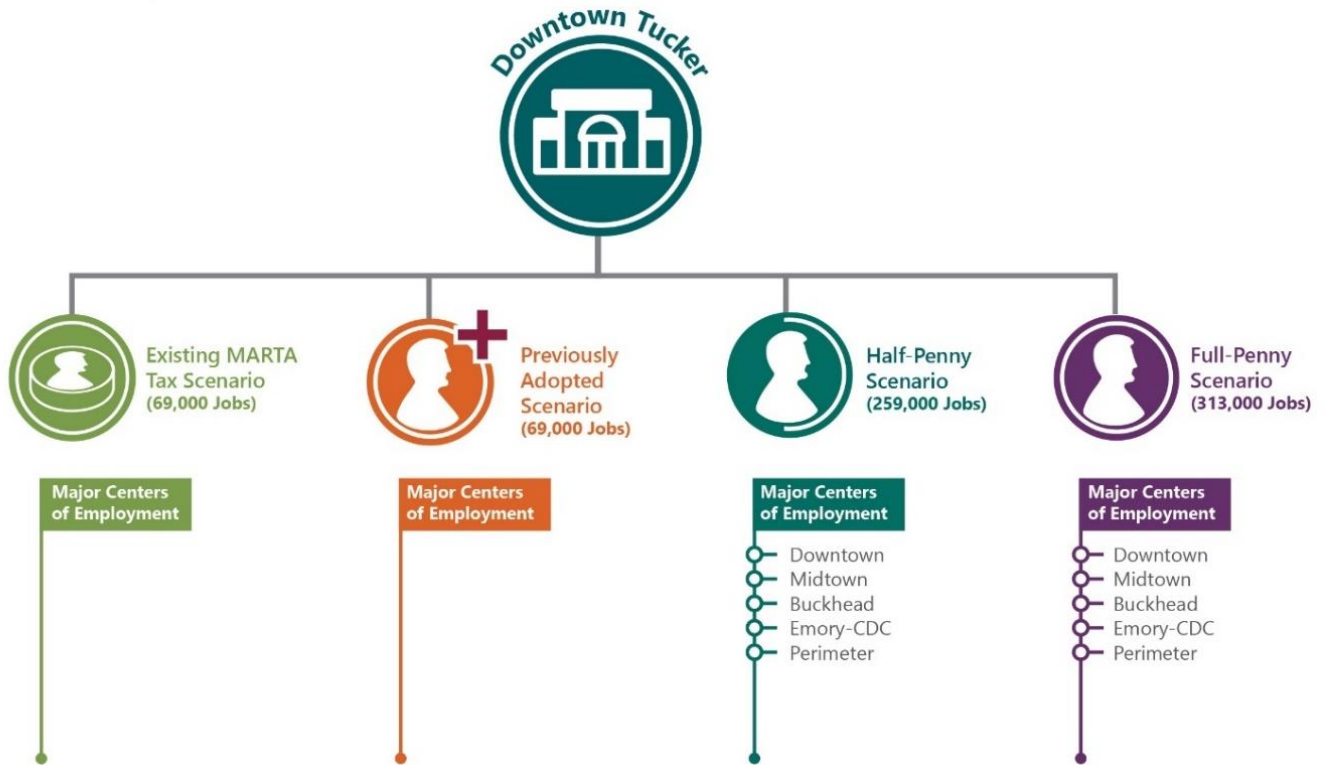 Downtown Tucker
Existing MARTA
Tax Scenario
(69,000 Jobs)
Previously
Adopted
Scenario
(69,000 Jobs)
Half-Penny
Scenario
(259,000 Jobs)
Full-Penny
Scenario
(313,000 Jobs)
Major Centers
of Employment
Major Centers
of Employment
Major Centers
of Employment
Downtown
Midtown
Buckhead
Emory-CDC
Perimeter
Major Centers
of Employment
Downtown
Midtown
Buckhead
Emory-CDC
Perimeter